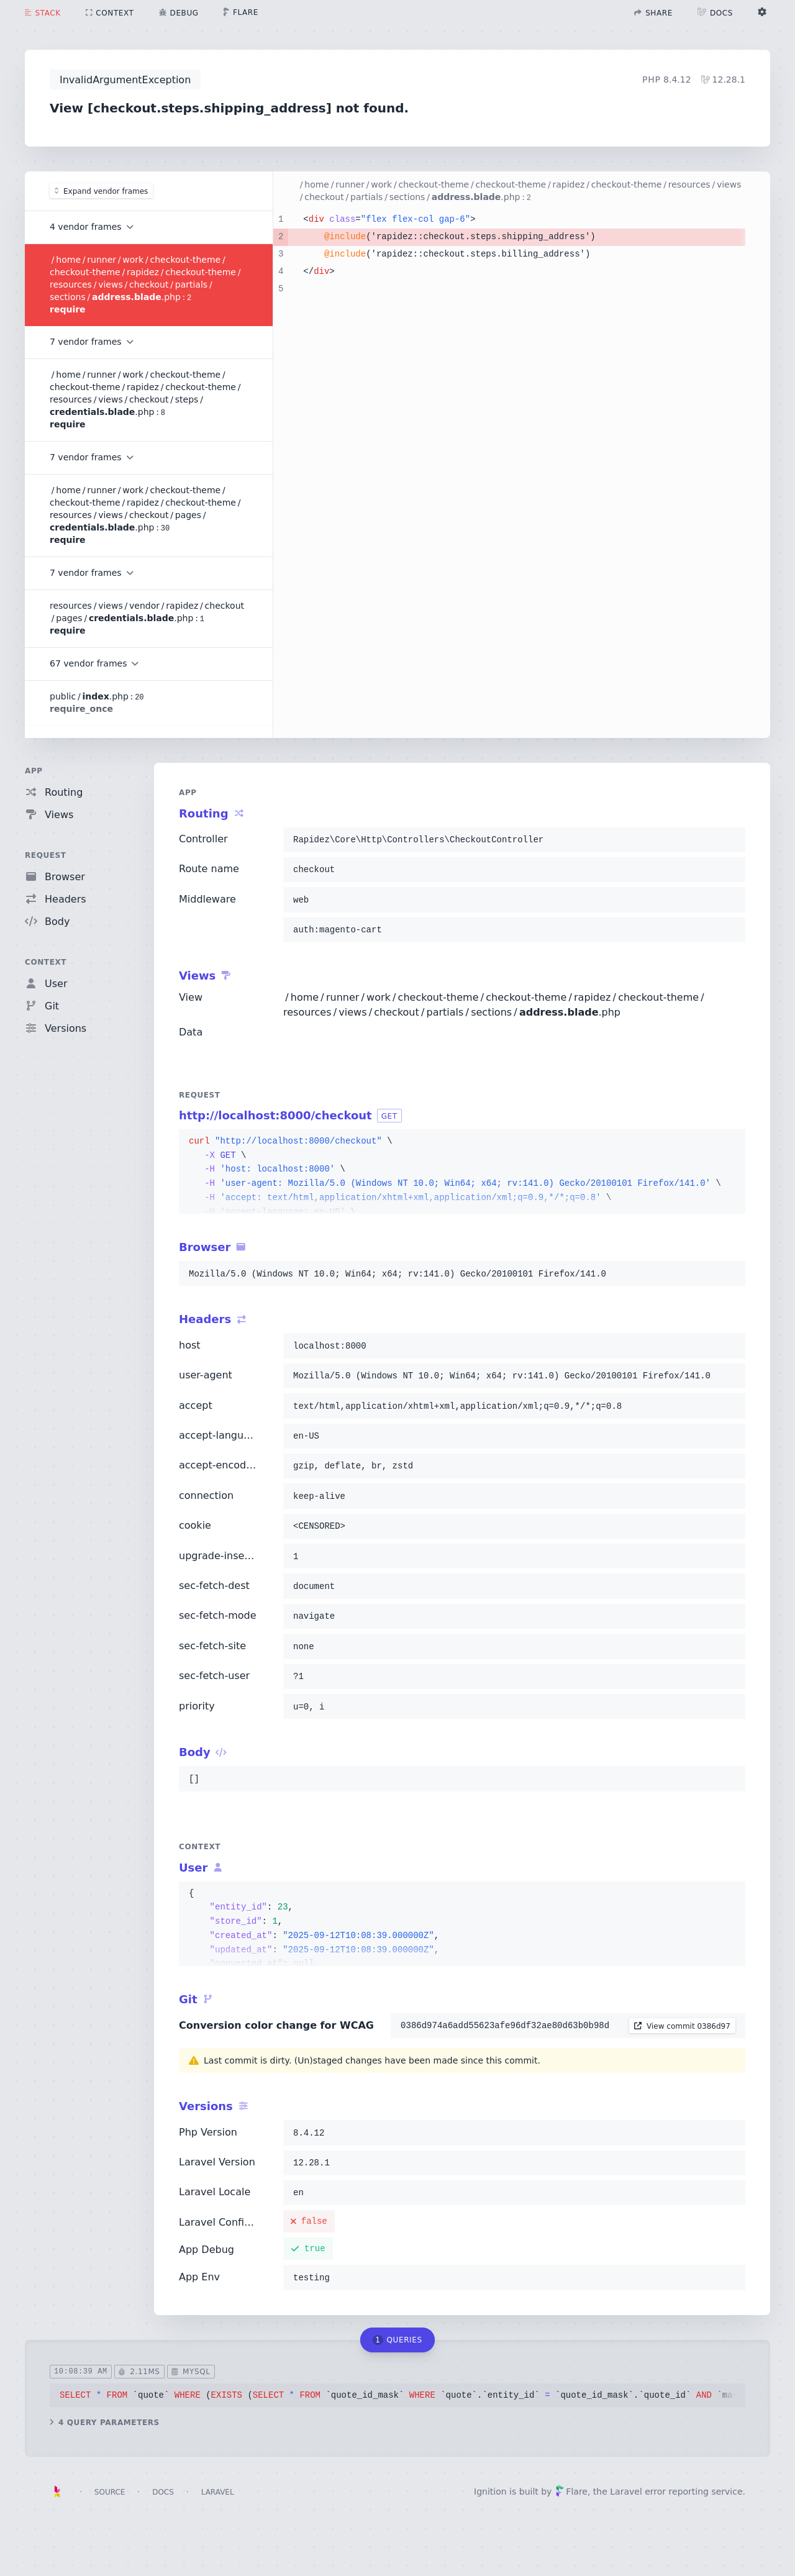 STACK CONTEXT DEBUG FLARE SHARE DOCS
InvalidArgumentException PHP 8.4.12 12.28.1
View [checkout.steps.shipping_address] not found.
Expand vendor frames
4 vendor frames
/home/runner/work/checkout-theme/
checkout-theme/rapidez/checkout-theme/
resources/views/checkout/partials/
sections/address.blade.php:2
require
7 vendor frames
/home/runner/work/checkout-theme/
checkout-theme/rapidez/checkout-theme/
resources/views/checkout/steps/
credentials.blade.php:8
require
7 vendor frames
/home/runner/work/checkout-theme/
checkout-theme/rapidez/checkout-theme/
resources/views/checkout/pages/
credentials.blade.php:30
require
7 vendor frames
resources/views/vendor/rapidez/checkout
/pages/credentials.blade.php:1
require
67 vendor frames
public/index.php:20
require_once
/home/runner/work/checkout-theme/checkout-theme/rapidez/checkout-theme/resources/views
/checkout/partials/sections/address.blade.php:2
1 <div class="flex flex-col gap-6">
2 @include('rapidez::checkout.steps.shipping_address')
3 @include('rapidez::checkout.steps.billing_address')
4 </div>
5
APP
Routing
Views
REQUEST
Browser
Headers
Body
CONTEXT
User
Git
Versions
APP
Routing
Controller Rapidez\Core\Http\Controllers\CheckoutController
Route name checkout
Middleware web
auth:magento-cart
Views
View /home/runner/work/checkout-theme/checkout-theme/rapidez/checkout-theme/
resources/views/checkout/partials/sections/address.blade.php
Data
REQUEST
http://localhost:8000/checkout GET
curl "http://localhost:8000/checkout" \
-X GET \
-H 'host: localhost:8000' \
-H 'user-agent: Mozilla/5.0 (Windows NT 10.0; Win64; x64; rv:141.0) Gecko/20100101 Firefox/141.0' \
-H 'accept: text/html,application/xhtml+xml,application/xml;q=0.9,*/*;q=0.8' \
-H 'accept-language: en-US' \
Browser
Mozilla/5.0 (Windows NT 10.0; Win64; x64; rv:141.0) Gecko/20100101 Firefox/141.0
Headers
host localhost:8000
user-agent Mozilla/5.0 (Windows NT 10.0; Win64; x64; rv:141.0) Gecko/20100101 Firefox/141.0
accept text/html,application/xhtml+xml,application/xml;q=0.9,*/*;q=0.8
accept-langu… en-US
accept-encod… gzip, deflate, br, zstd
connection keep-alive
cookie <CENSORED>
upgrade-inse… 1
sec-fetch-dest document
sec-fetch-mode navigate
sec-fetch-site none
sec-fetch-user ?1
priority u=0, i
Body
[]
CONTEXT
User
{
"entity_id": 23,
"store_id": 1,
"created_at": "2025-09-12T10:08:39.000000Z",
"updated_at": "2025-09-12T10:08:39.000000Z",
"converted_at": null,
Git
Conversion color change for WCAG 0386d974a6add55623afe96df32ae80d63b0b98d View commit 0386d97
Last commit is dirty. (Un)staged changes have been made since this commit.
Versions
Php Version 8.4.12
Laravel Version 12.28.1
Laravel Locale en
Laravel Confi… false
App Debug true
App Env testing
1 QUERIES
10:08:39 AM 2.11MS MYSQL
SELECT * FROM `quote` WHERE (EXISTS (SELECT * FROM `quote_id_mask` WHERE `quote`.`entity_id` = `quote_id_mask`.`quote_id` AND `ma
4 QUERY PARAMETERS
· SOURCE · DOCS · LARAVEL Ignition is built by Flare, the Laravel error reporting service.